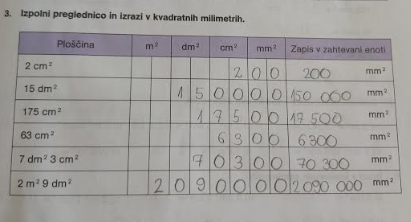 3. Izpolni preglednico in izrazi v kvadratnih milimetrih.
Ploščina m² dm² cm² mm² Zapis v zahtevani enoti
2 cm² 2 0 0 200 mm²
15 dm² 1 5 0 0 0 0 150 000 mm²
175 cm² 1 7 5 0 0 17 500 mm²
63 cm² 6 3 0 0 6300 mm²
7 dm² 3 cm² 7 0 3 0 0 70 300 mm²
2 m² 9 dm² 2 0 9 0 0 0 0 2 090 000 mm²